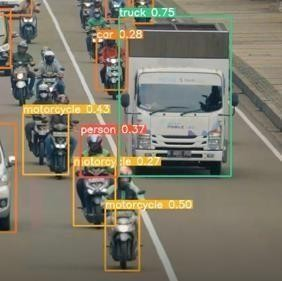 truck 0.75
car 0.28
motorcycle 0.43
person 0.37
motorcycle 0.27
motorcycle 0.50